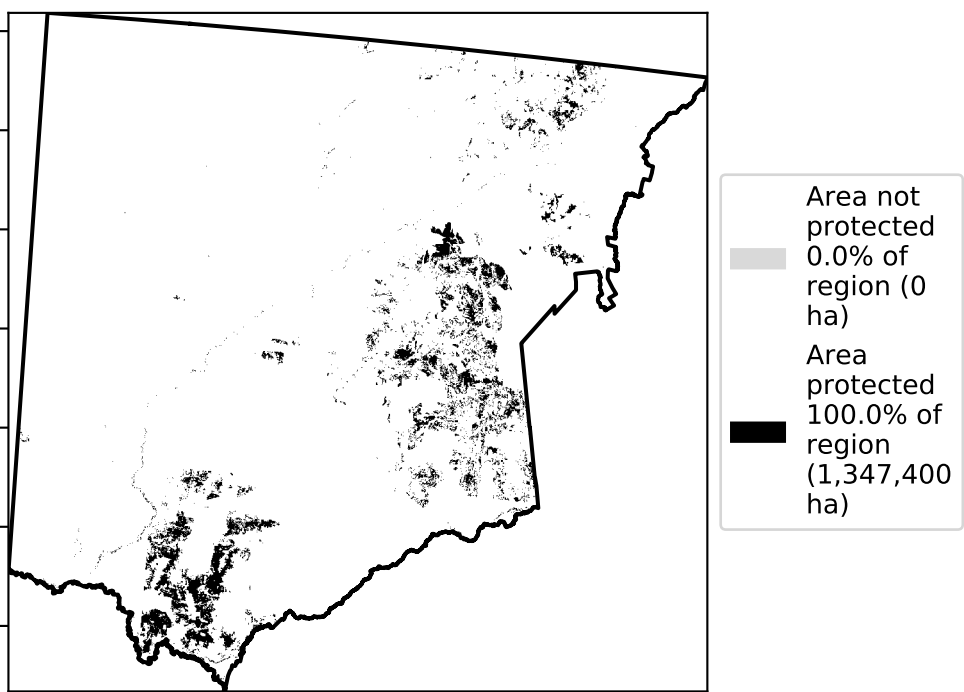 Area not
protected
0.0% of
region (0
ha)
Area
protected
100.0% of
region
(1,347,400
ha)